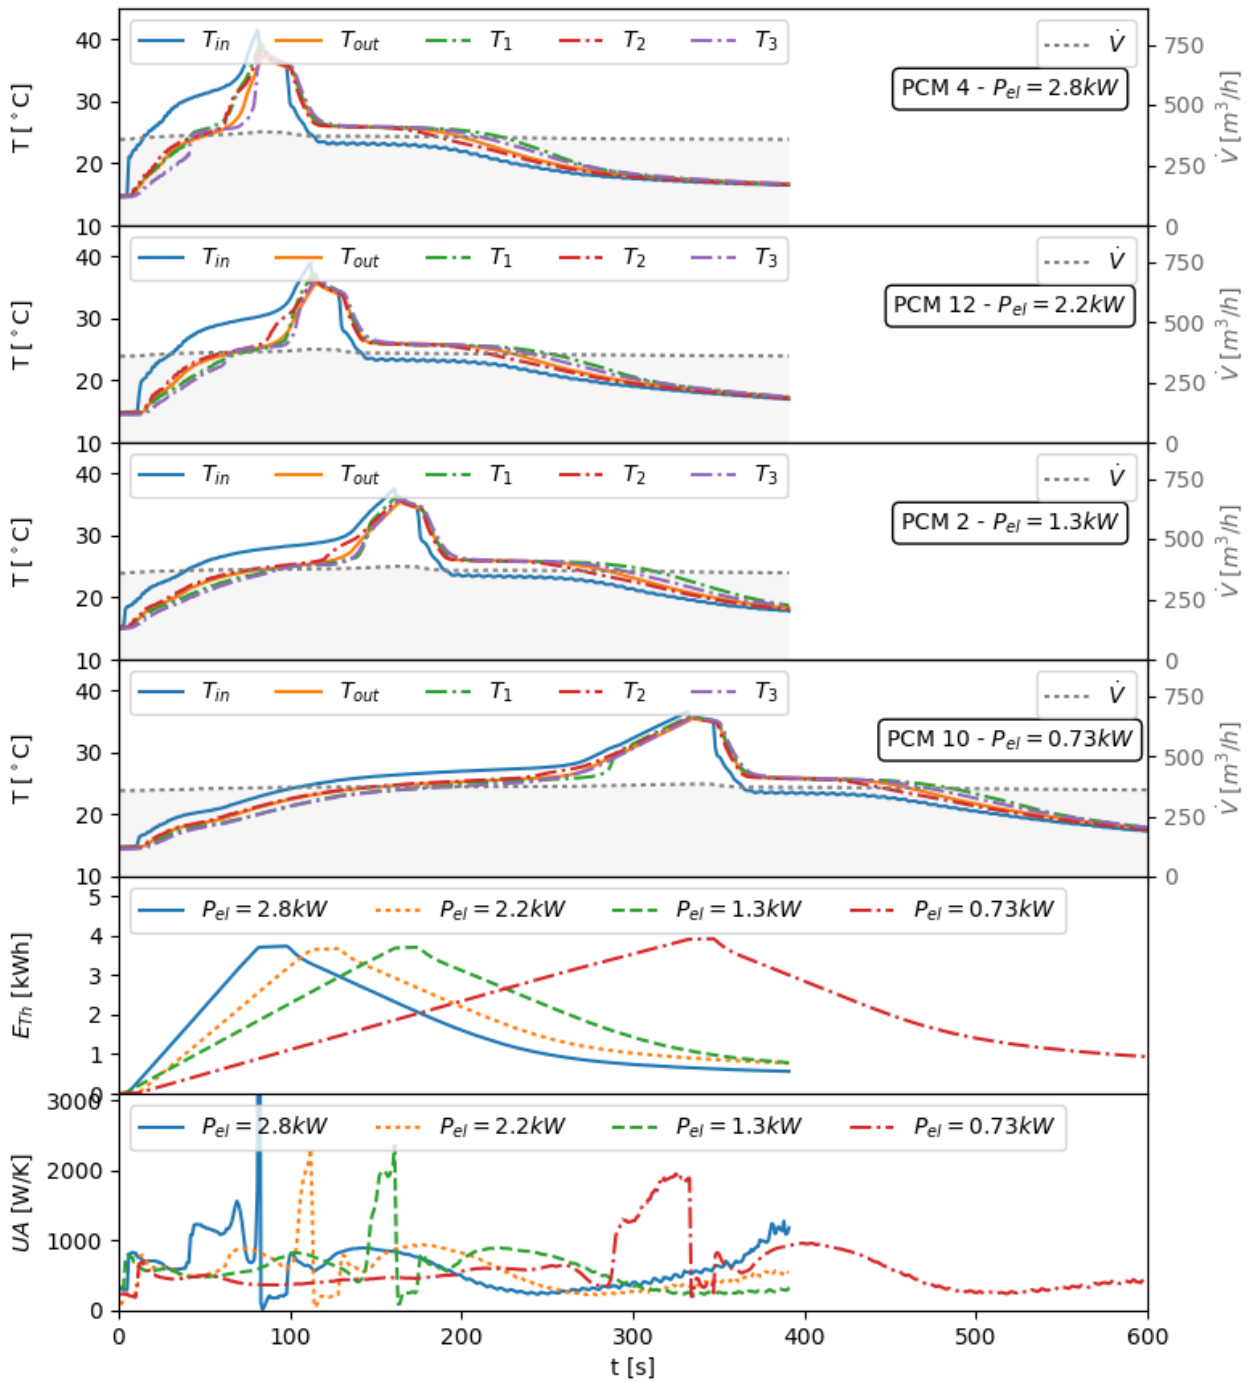 T_in T_out T_1 T_2 T_3 V̇
PCM 4 - P_el = 2.8kW
T [°C]
40
30
20
10
750
500
250
0
V̇ [m³/h]
T_in T_out T_1 T_2 T_3 V̇
PCM 12 - P_el = 2.2kW
T [°C]
40
30
20
10
750
500
250
0
V̇ [m³/h]
T_in T_out T_1 T_2 T_3 V̇
PCM 2 - P_el = 1.3kW
T [°C]
40
30
20
10
750
500
250
0
V̇ [m³/h]
T_in T_out T_1 T_2 T_3 V̇
PCM 10 - P_el = 0.73kW
T [°C]
40
30
20
10
750
500
250
0
V̇ [m³/h]
P_el = 2.8kW P_el = 2.2kW P_el = 1.3kW P_el = 0.73kW
E_Th [kWh]
5
4
3
2
1
0
P_el = 2.8kW P_el = 2.2kW P_el = 1.3kW P_el = 0.73kW
UA [W/K]
3000
2000
1000
0
0 100 200 300 400 500 600
t [s]